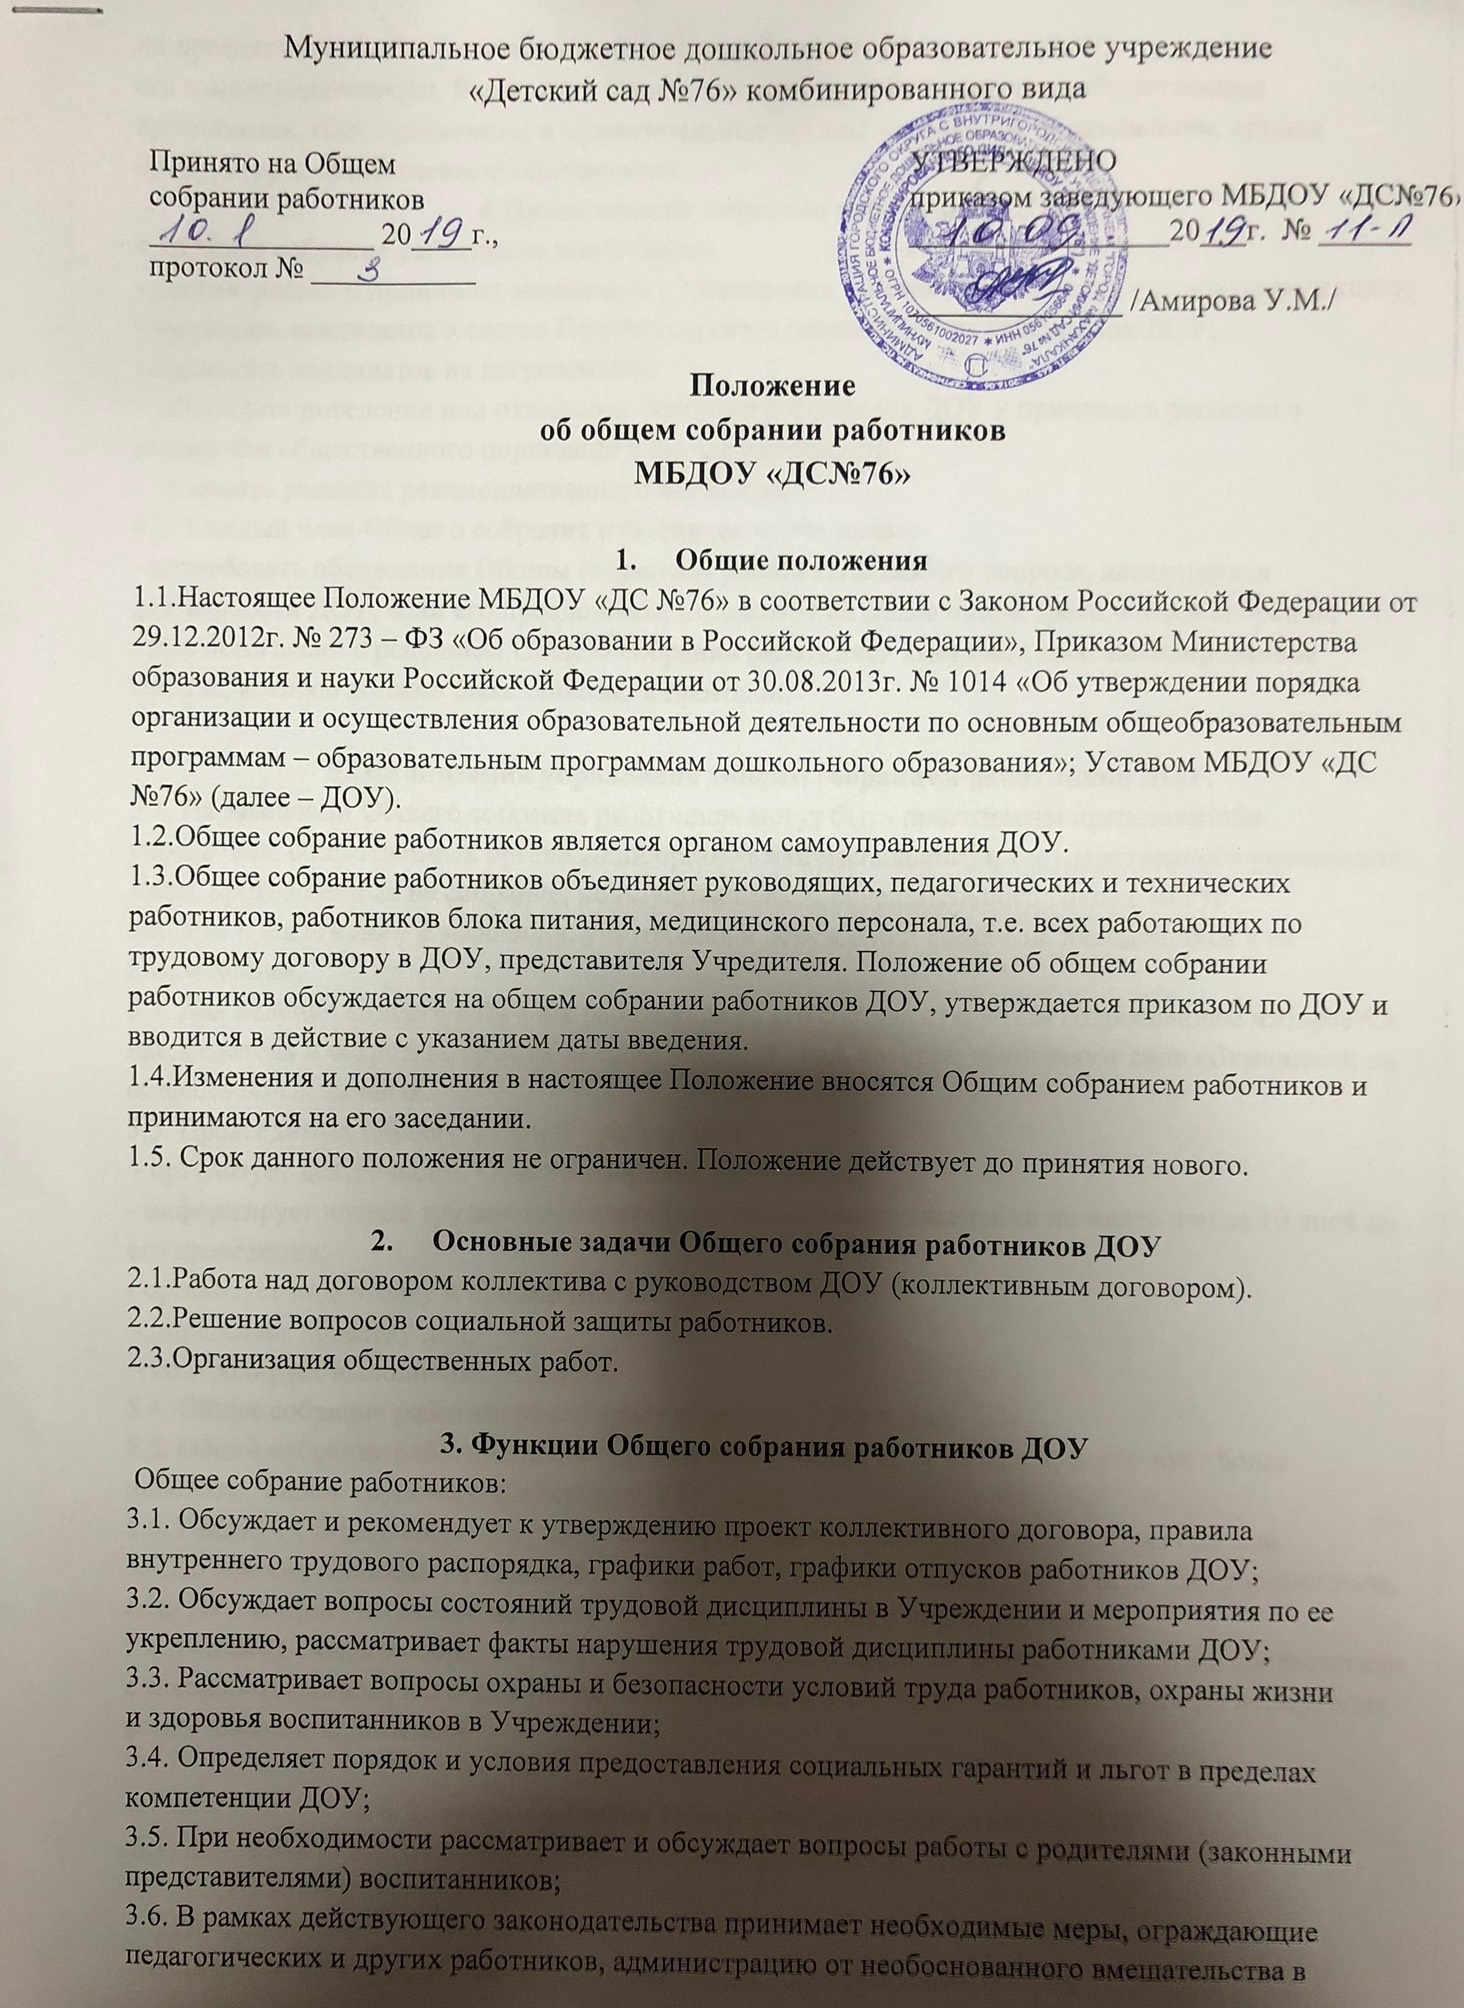 Муниципальное бюджетное дошкольное образовательное учреждение
«Детский сад №76» комбинированного вида
Принято на Общем
собрании работников
10. 2019г.,
протокол № 3
УТВЕРЖДЕНО
приказом заведующего МБДОУ «ДС№76»
10 09 2019г. № 11-П
/Амирова У.М./
ОГРН 1070561002027 * ИНН
Положение
об общем собрании работников
МБДОУ «ДС№76»
1. Общие положения
1.1.Настоящее Положение МБДОУ «ДС №76» в соответствии с Законом Российской Федерации от
29.12.2012г. № 273 – ФЗ «Об образовании в Российской Федерации», Приказом Министерства
образования и науки Российской Федерации от 30.08.2013г. № 1014 «Об утверждении порядка
организации и осуществления образовательной деятельности по основным общеобразовательным
программам – образовательным программам дошкольного образования»; Уставом МБДОУ «ДС
№76» (далее – ДОУ).
1.2.Общее собрание работников является органом самоуправления ДОУ.
1.3.Общее собрание работников объединяет руководящих, педагогических и технических
работников, работников блока питания, медицинского персонала, т.е. всех работающих по
трудовому договору в ДОУ, представителя Учредителя. Положение об общем собрании
работников обсуждается на общем собрании работников ДОУ, утверждается приказом по ДОУ и
вводится в действие с указанием даты введения.
1.4.Изменения и дополнения в настоящее Положение вносятся Общим собранием работников и
принимаются на его заседании.
1.5. Срок данного положения не ограничен. Положение действует до принятия нового.
2. Основные задачи Общего собрания работников ДОУ
2.1.Работа над договором коллектива с руководством ДОУ (коллективным договором).
2.2.Решение вопросов социальной защиты работников.
2.3.Организация общественных работ.
3. Функции Общего собрания работников ДОУ
Общее собрание работников:
3.1. Обсуждает и рекомендует к утверждению проект коллективного договора, правила
внутреннего трудового распорядка, графики работ, графики отпусков работников ДОУ;
3.2. Обсуждает вопросы состояний трудовой дисциплины в Учреждении и мероприятия по ее
укреплению, рассматривает факты нарушения трудовой дисциплины работниками ДОУ;
3.3. Рассматривает вопросы охраны и безопасности условий труда работников, охраны жизни
и здоровья воспитанников в Учреждении;
3.4. Определяет порядок и условия предоставления социальных гарантий и льгот в пределах
компетенции ДОУ;
3.5. При необходимости рассматривает и обсуждает вопросы работы с родителями (законными
представителями) воспитанников;
3.6. В рамках действующего законодательства принимает необходимые меры, ограждающие
педагогических и других работников, администрацию от необоснованного вмешательства в